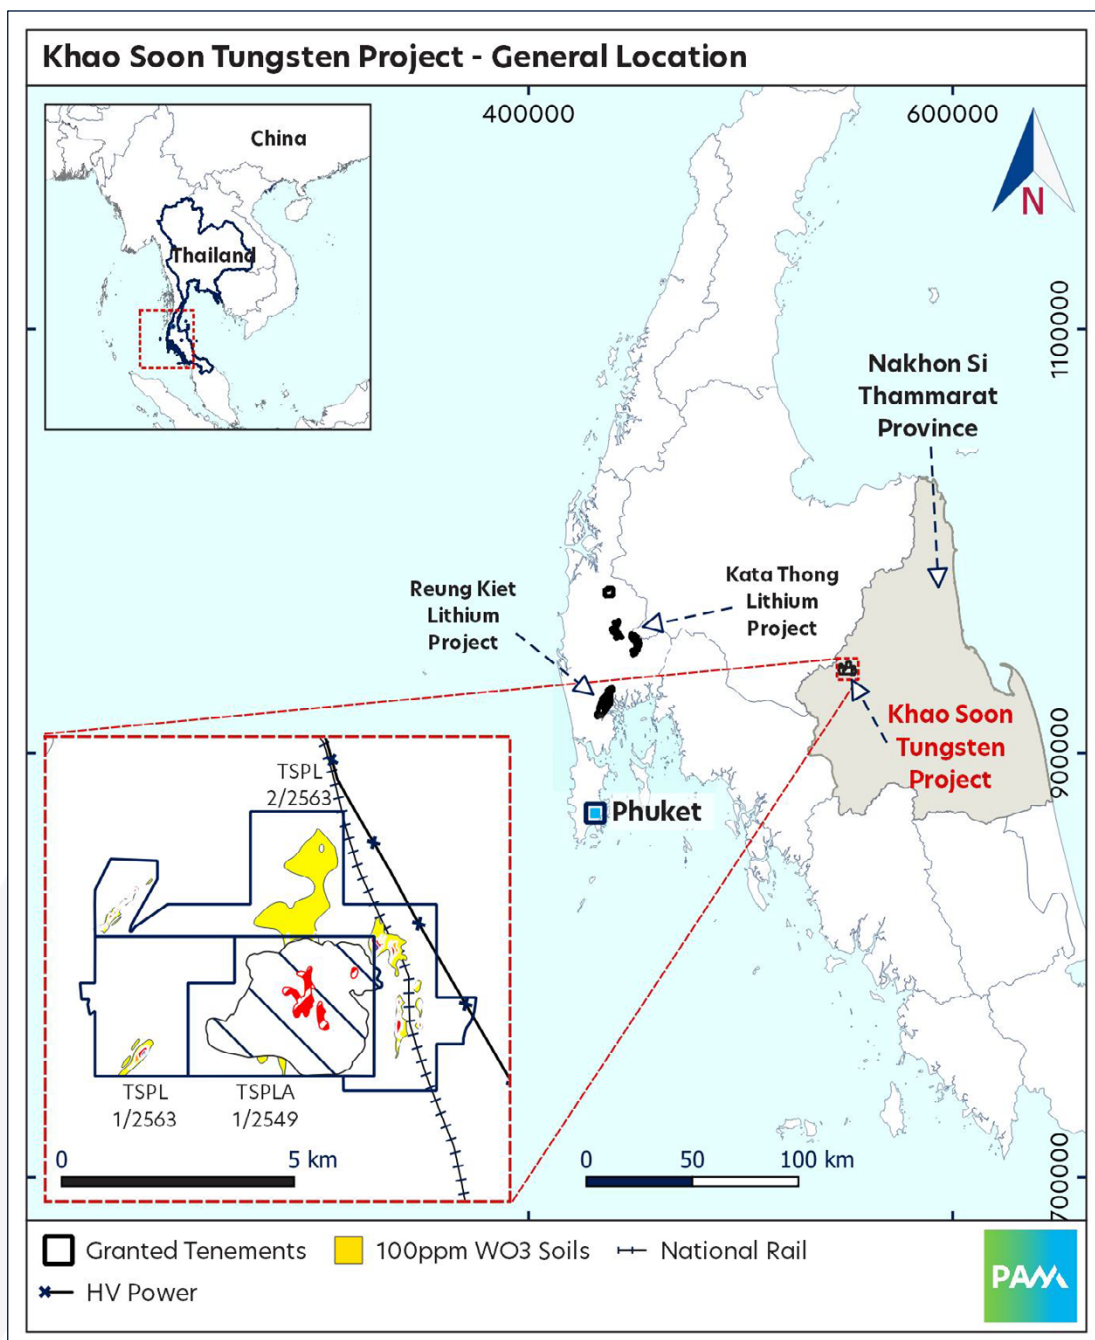 Khao Soon Tungsten Project - General Location
400000
600000
China
Thailand
N
1100000
Nakhon Si
Thammarat
Province
Reung Kiet
Lithium
Project
Kata Thong
Lithium
Project
Khao Soon
Tungsten
Project
900000
Phuket
TSPL
2/2563
TSPL
1/2563
TSPLA
1/2549
0
5 km
0
50
100 km
700000
Granted Tenements
100ppm WO3 Soils
National Rail
HV Power
PAM